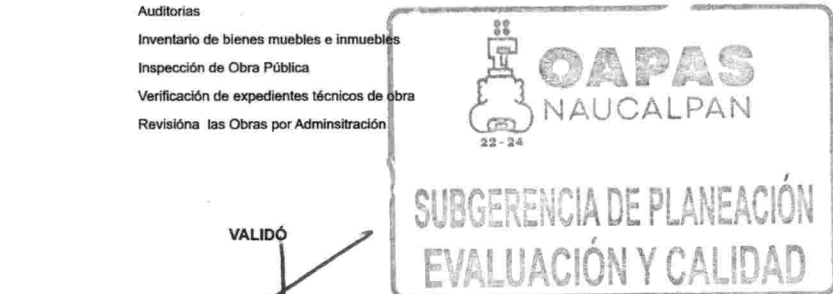 Auditorias
Inventario de bienes muebles e inmuebles
Inspección de Obra Pública
Verificación de expedientes técnicos de obra
Revisióna las Obras por Adminsitración
OAPAS
NAUCALPAN
22-24
SUBGERENCIA DE PLANEACIÓN
EVALUACIÓN Y CALIDAD
VALIDÓ